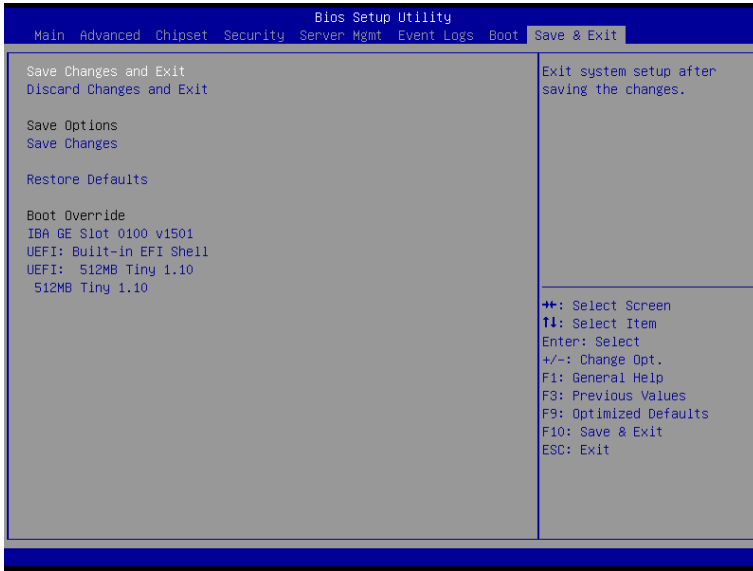 Bios Setup Utility
Main Advanced Chipset Security Server Mgmt Event Logs Boot Save & Exit
Save Changes and Exit
Discard Changes and Exit
Save Options
Save Changes
Restore Defaults
Boot Override
IBA GE Slot 0100 v1501
UEFI: Built-in EFI Shell
UEFI: 512MB Tiny 1.10
512MB Tiny 1.10
Exit system setup after
saving the changes.
→←: Select Screen
↑↓: Select Item
Enter: Select
+/-: Change Opt.
F1: General Help
F3: Previous Values
F9: Optimized Defaults
F10: Save & Exit
ESC: Exit